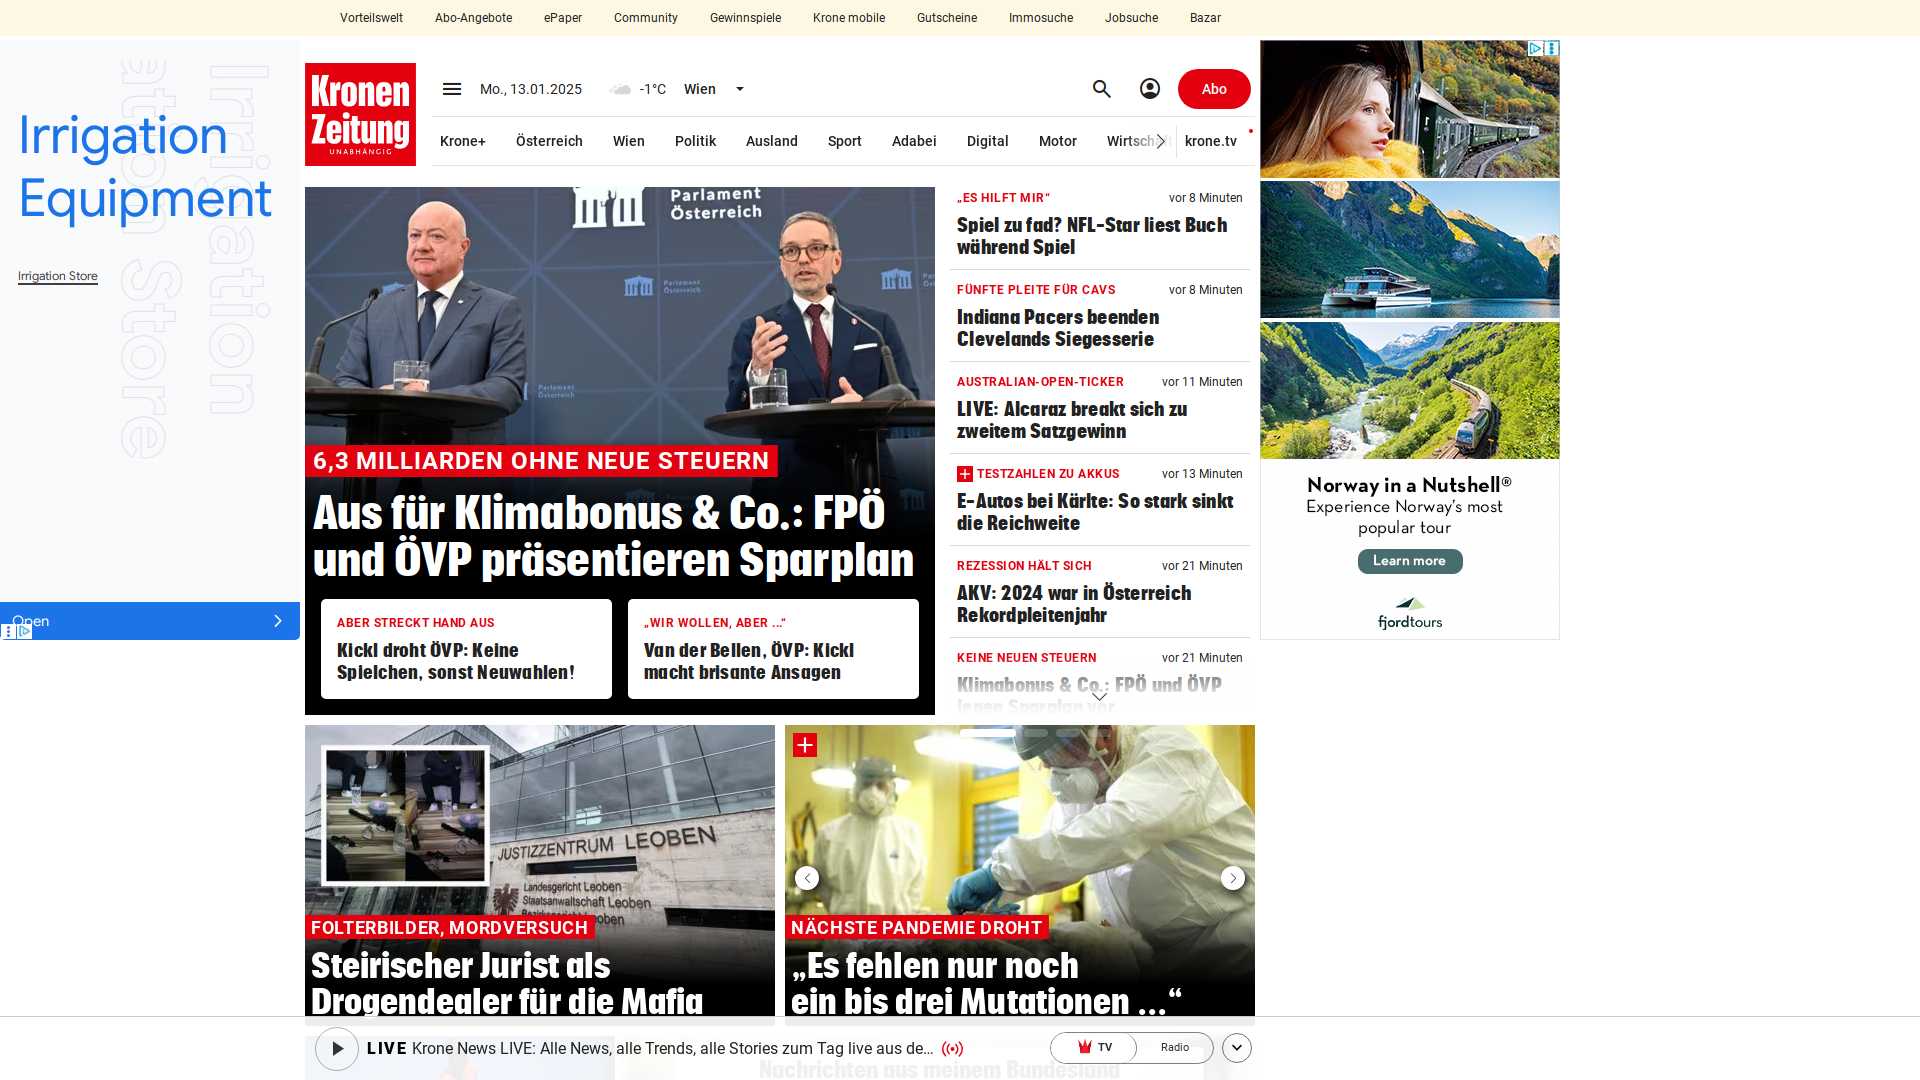 Vorteilswelt Abo-Angebote ePaper Community Gewinnspiele Krone mobile Gutscheine Immosuche Jobsuche Bazar
Irrigation
Equipment
Irrigation Store
Irrigation
Open
Kronen
Zeitung
UNABHÄNGIG
Mo., 13.01.2025 -1°C Wien
Abo
Krone+ Österreich Wien Politik Ausland Sport Adabei Digital Motor krone.tv
Parlament
Österreich
Parlament
Österreich
6,3 MILLIARDEN OHNE NEUE STEUERN
Aus für Klimabonus & Co.: FPÖ
und ÖVP präsentieren Sparplan
ABER STRECKT HAND AUS
Kickl droht ÖVP: Keine
Spielchen, sonst Neuwahlen!
„WIR WOLLEN, ABER ...“
Van der Bellen, ÖVP: Kickl
macht brisante Ansagen
„ES HILFT MIR“ vor 8 Minuten
Spiel zu fad? NFL-Star liest Buch
während Spiel
FÜNFTE PLEITE FÜR CAVS vor 8 Minuten
Indiana Pacers beenden
Clevelands Siegesserie
AUSTRALIAN-OPEN-TICKER vor 11 Minuten
LIVE: Alcaraz breakt sich zu
zweitem Satzgewinn
TESTZAHLEN ZU AKKUS vor 13 Minuten
E-Autos bei Kärlte: So stark sinkt
die Reichweite
REZESSION HÄLT SICH vor 21 Minuten
AKV: 2024 war in Österreich
Rekordpleitenjahr
KEINE NEUEN STEUERN vor 21 Minuten
Klimabonus & Co.: FPÖ und ÖVP
legen Sparplan vor
Norway in a Nutshell®
Experience Norway's most
popular tour
Learn more
fjordtours
JUSTIZZENTRUM LEOBEN
Landesgericht Leoben
Staatsanwaltschaft Leoben
Bezirksgericht Leoben
FOLTERBILDER, MORDVERSUCH
Steirischer Jurist als
Drogendealer für die Mafia
NÄCHSTE PANDEMIE DROHT
„Es fehlen nur noch
ein bis drei Mutationen ...“
LIVE Krone News LIVE: Alle News, alle Trends, alle Stories zum Tag live aus de... TV Radio
Nachrichten aus meinem Bundesland